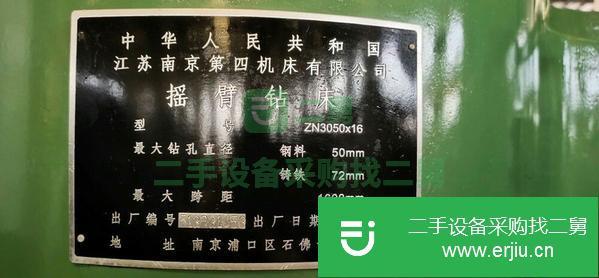 中华人民共和国
江苏南京第四机床有限公司
摇臂钻床
型号 ZN3050x16
最大钻孔直径 钢料 50mm
铸铁 72mm
最大跨距
出厂编号 出厂日期
地址 南京浦口区石佛
二舅
二手设备采购找二舅
二手设备采购找二舅
www.erjiu.cn